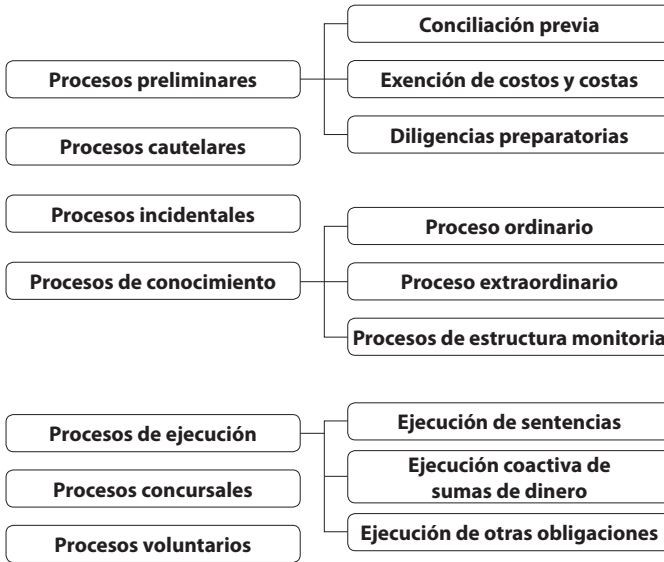 Procesos preliminares
Conciliación previa
Exención de costos y costas
Diligencias preparatorias
Procesos cautelares
Procesos incidentales
Procesos de conocimiento
Proceso ordinario
Proceso extraordinario
Procesos de estructura monitoria
Procesos de ejecución
Ejecución de sentencias
Ejecución coactiva de
sumas de dinero
Ejecución de otras obligaciones
Procesos concursales
Procesos voluntarios